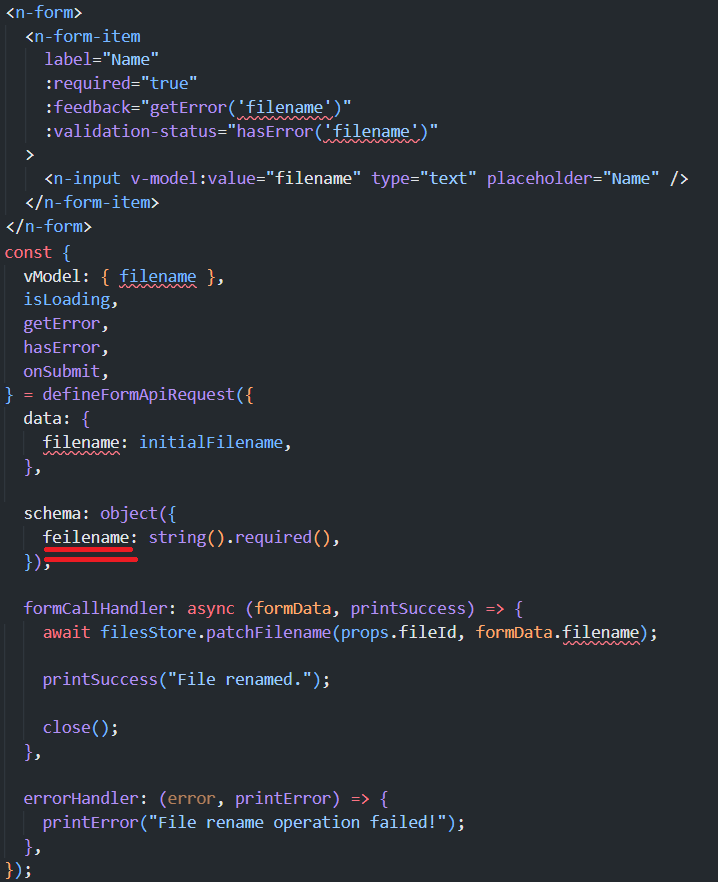 <n-form>
<n-form-item
label="Name"
:required="true"
:feedback="getError('filename')"
:validation-status="hasError('filename')"
>
<n-input v-model:value="filename" type="text" placeholder="Name" />
</n-form-item>
</n-form>
const {
vModel: { filename },
isLoading,
getError,
hasError,
onSubmit,
} = defineFormApiRequest({
data: {
filename: initialFilename,
},
schema: object({
feilename: string().required(),
}),
formCallHandler: async (formData, printSuccess) => {
await filesStore.patchFilename(props.fileId, formData.filename);
printSuccess("File renamed.");
close();
},
errorHandler: (error, printError) => {
printError("File rename operation failed!");
},
});